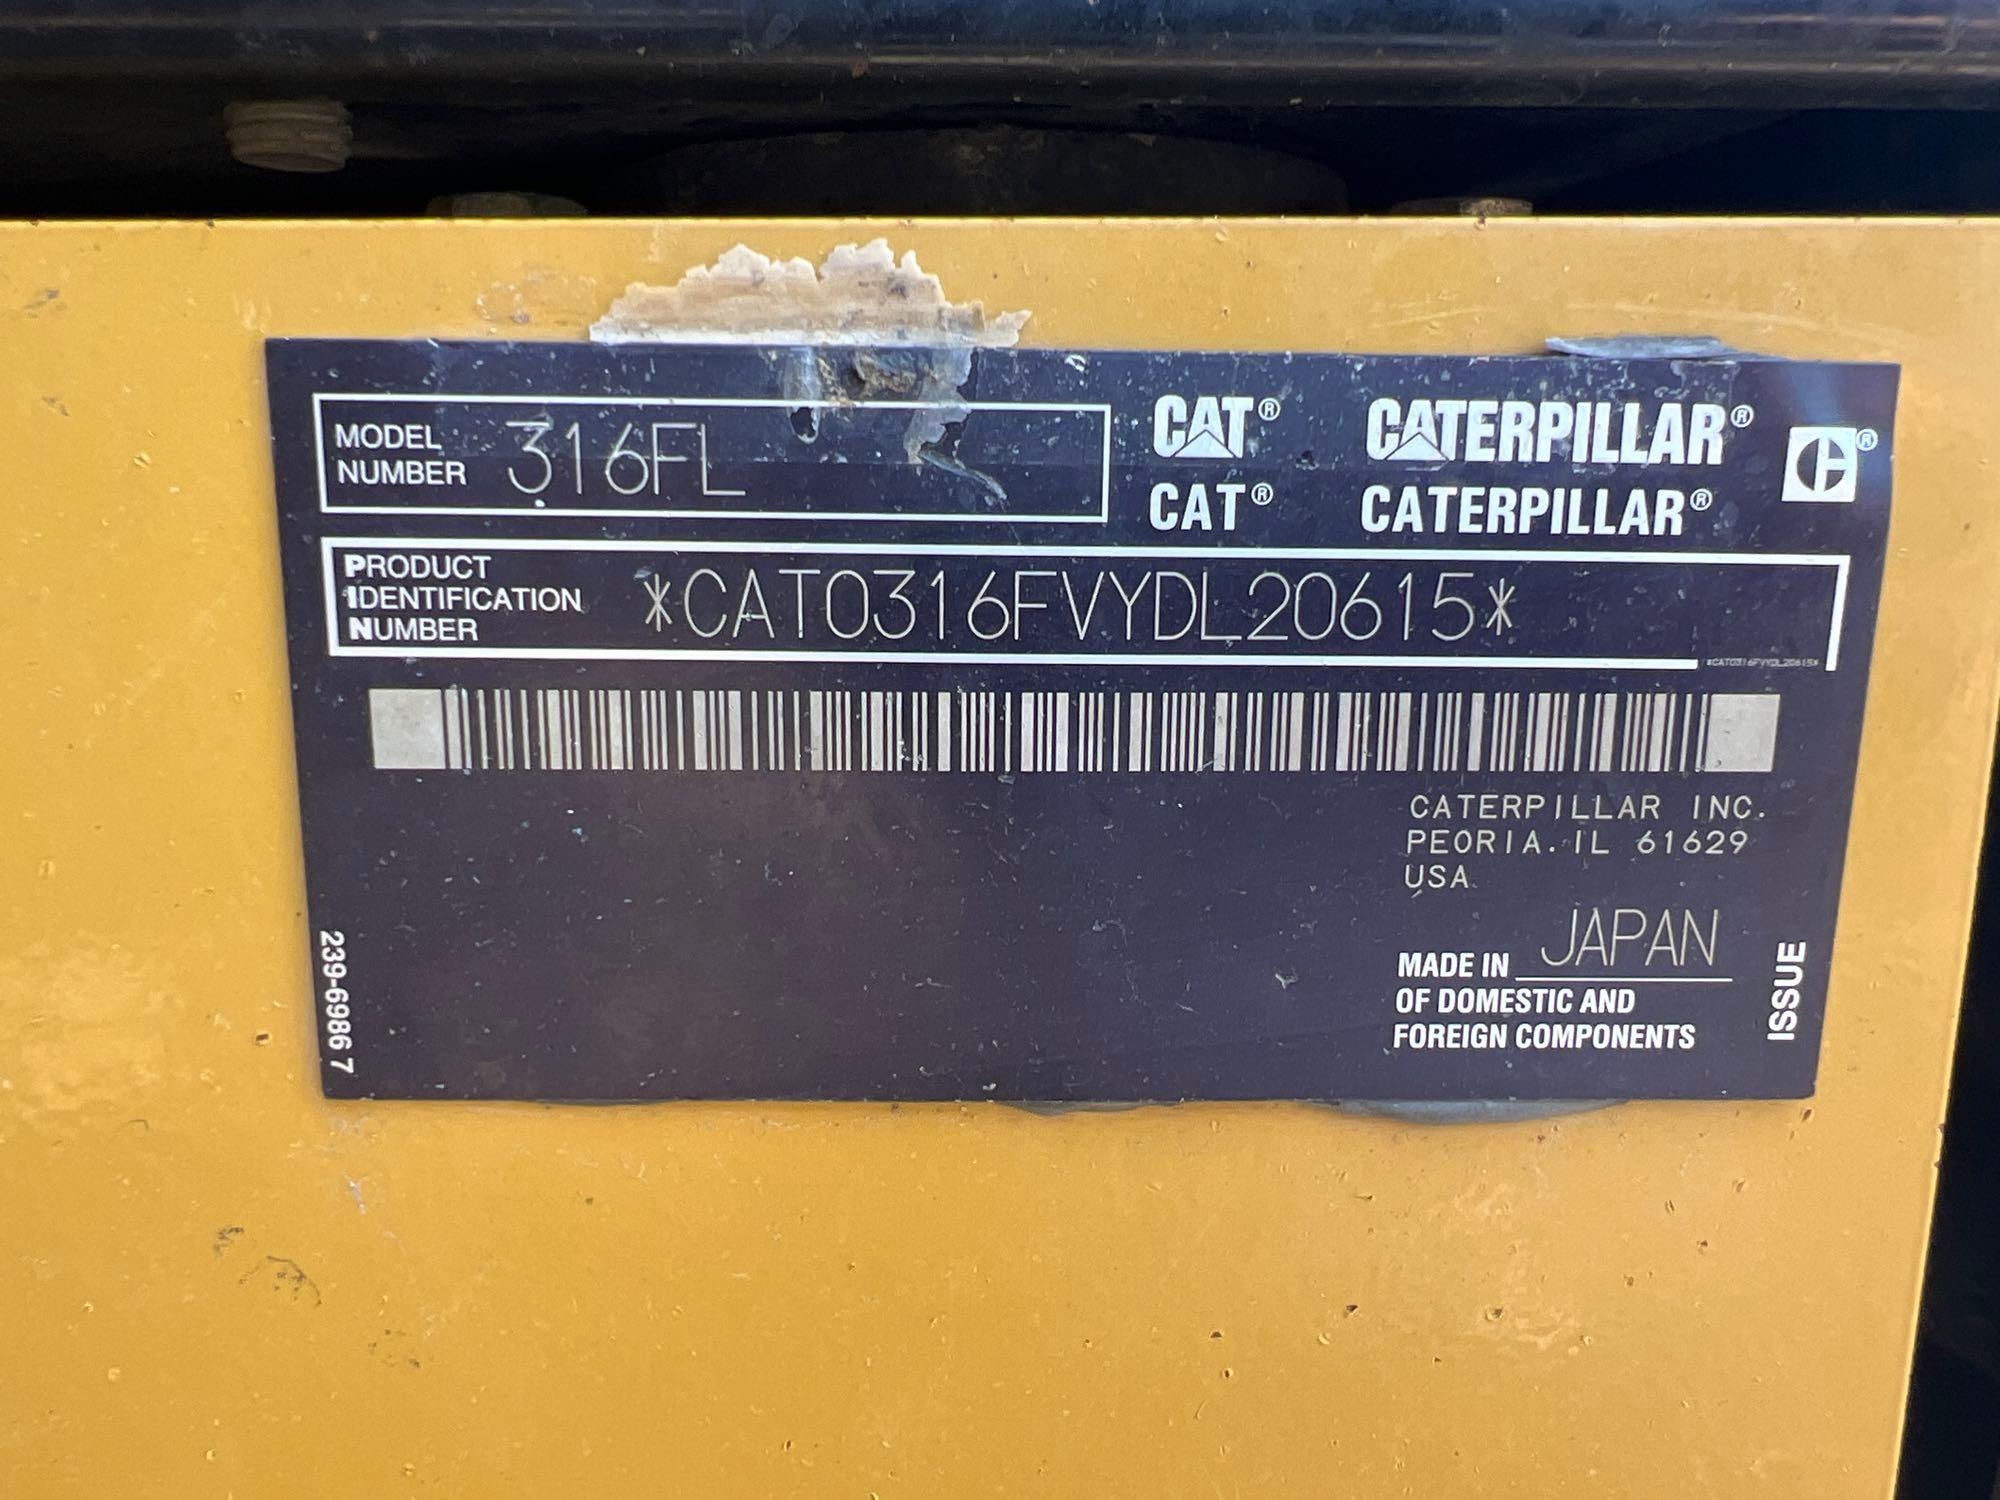 MODEL NUMBER 316FL
CAT® CATERPILLAR®
CAT® CATERPILLAR®
PRODUCT
IDENTIFICATION
NUMBER
*CAT0316FVYDL20615*
*CAT0316FVYDL20615*
CATERPILLAR INC.
PEORIA. IL 61629
USA
MADE IN JAPAN
OF DOMESTIC AND
FOREIGN COMPONENTS
ISSUE
239-6986 7